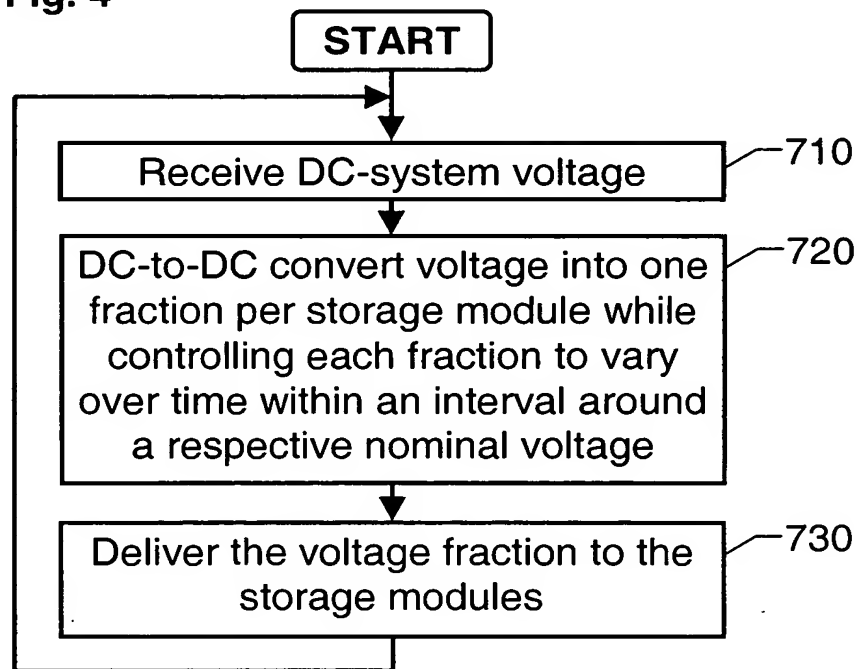 Fig. 4
START
Receive DC-system voltage
710
DC-to-DC convert voltage into one
fraction per storage module while
controlling each fraction to vary
over time within an interval around
a respective nominal voltage
720
Deliver the voltage fraction to the
storage modules
730